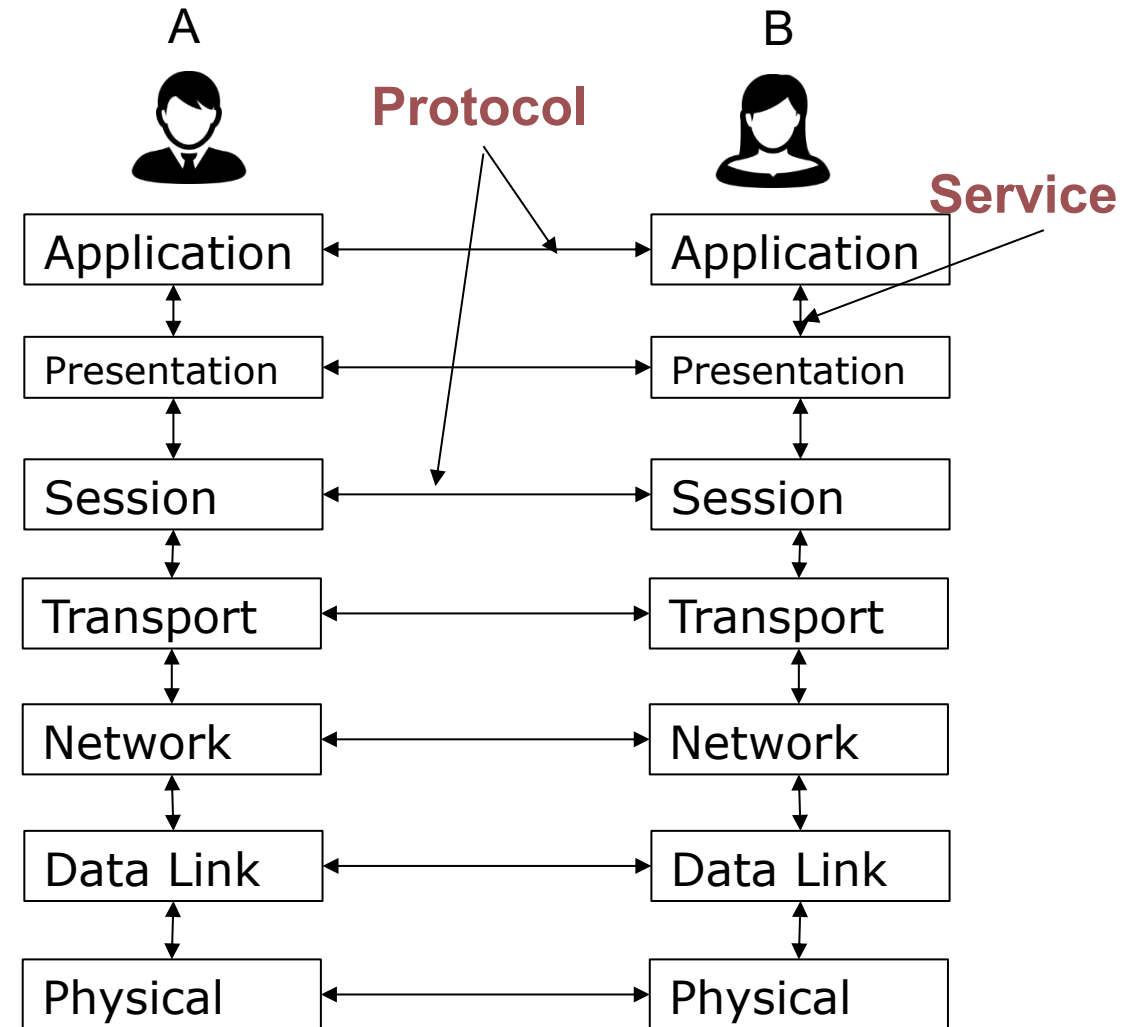 A
B
Protocol
Service
Application
Application
Presentation
Presentation
Session
Session
Transport
Transport
Network
Network
Data Link
Data Link
Physical
Physical